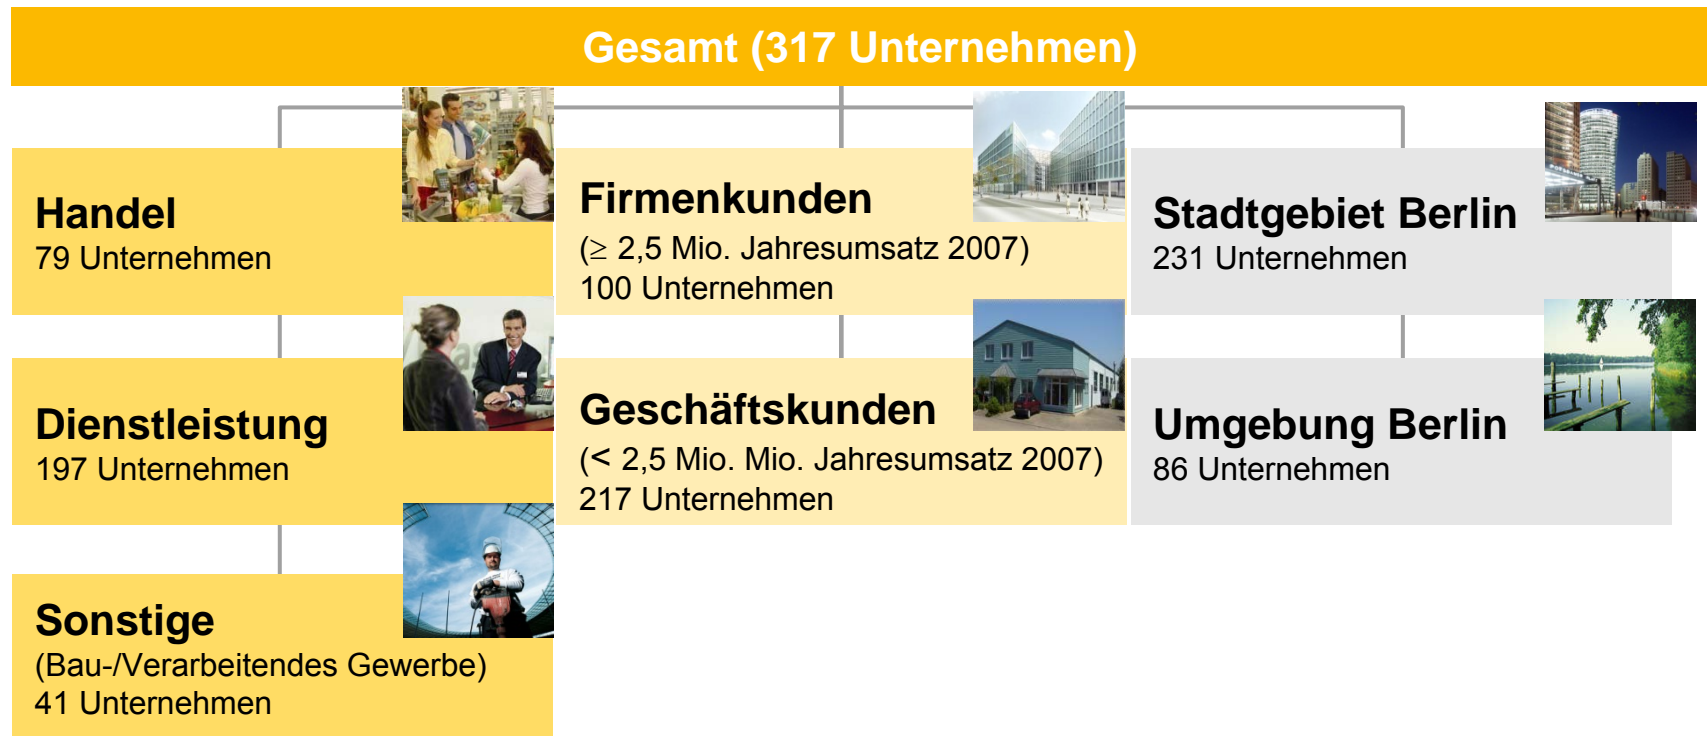 Gesamt (317 Unternehmen)
Handel
79 Unternehmen
Dienstleistung
197 Unternehmen
Sonstige
(Bau-/Verarbeitendes Gewerbe)
41 Unternehmen
Firmenkunden
(≥ 2,5 Mio. Jahresumsatz 2007)
100 Unternehmen
Geschäftskunden
(< 2,5 Mio. Mio. Jahresumsatz 2007)
217 Unternehmen
Stadtgebiet Berlin
231 Unternehmen
Umgebung Berlin
86 Unternehmen